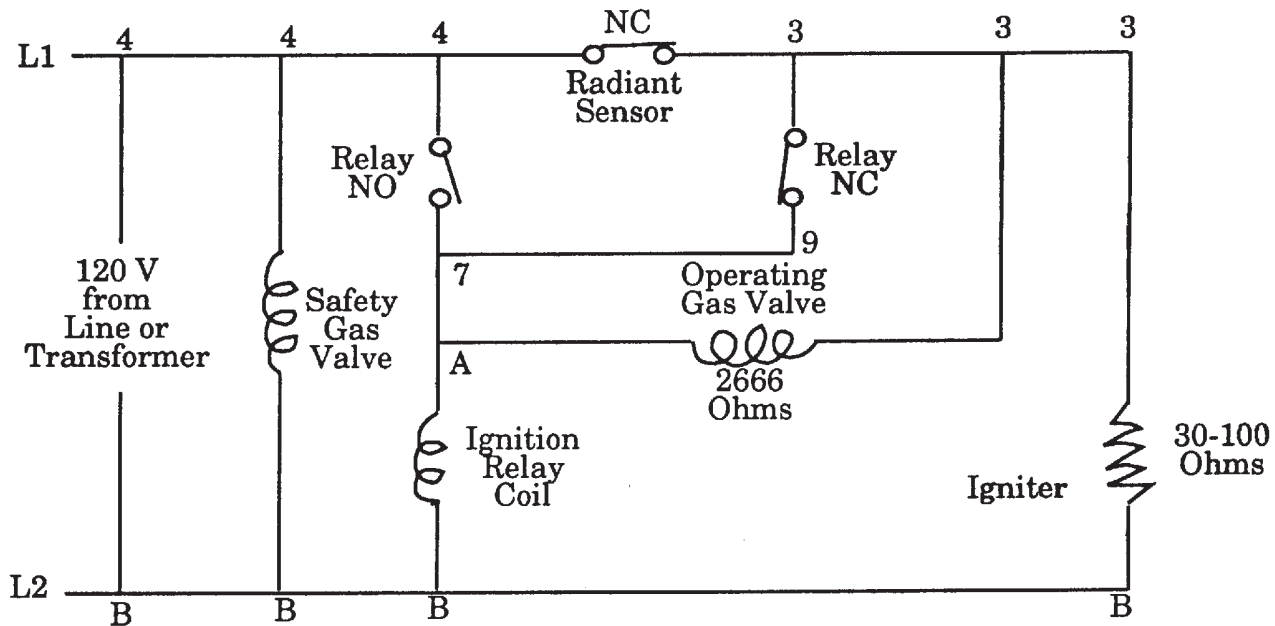 NC
4
4
4
3
3
3
L1
Radiant
Sensor
Relay
NO
Relay
NC
9
7
120 V
from
Line or
Transformer
Safety
Gas
Valve
Operating
Gas Valve
A
2666
Ohms
Ignition
Relay
Coil
30-100
Ohms
Igniter
L2
B
B
B
B